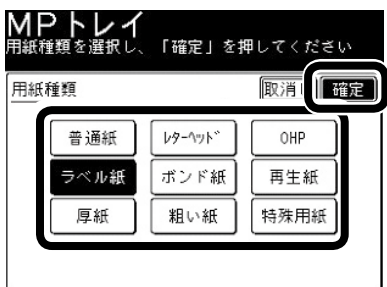 MPトレイ
用紙種類を選択し、「確定」を押してください
用紙種類 取消し 確定
普通紙 ﾚﾀｰﾍｯﾄﾞ OHP
ラベル紙 ボンド紙 再生紙
厚紙 粗い紙 特殊用紙